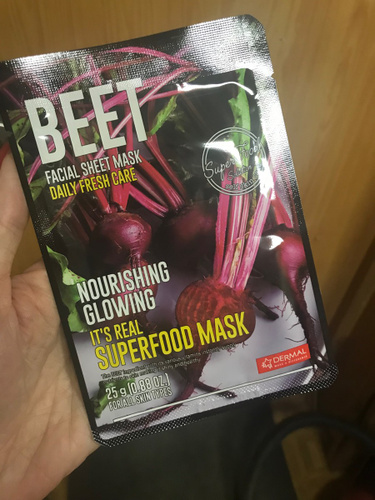 BEET
FACIAL SHEET MASK
DAILY FRESH CARE
Superfood
NOURISHING
GLOWING
IT'S REAL
SUPERFOOD MASK
25 g [0.88 OZ.]
FOR ALL SKIN TYPES
DERMAL